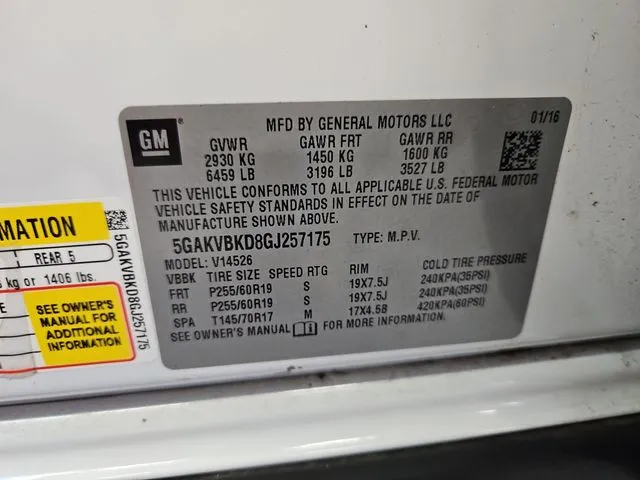 GM
MFD BY GENERAL MOTORS LLC 01/16
GVWR GAWR FRT GAWR RR
2930 KG 1450 KG 1600 KG
6459 LB 3196 LB 3527 LB
THIS VEHICLE CONFORMS TO ALL APPLICABLE U.S. FEDERAL MOTOR
VEHICLE SAFETY STANDARDS IN EFFECT ON THE DATE OF
MANUFACTURE SHOWN ABOVE.
5GAKVBKD8GJ257175 TYPE: M.P.V.
MODEL: V14526
VBBK TIRE SIZE SPEED RTG RIM COLD TIRE PRESSURE
FRT P255/60R19 S 19X7.5J 240KPA(35PSI)
RR P255/60R19 S 19X7.5J 240KPA(35PSI)
SPA T145/70R17 M 17X4.5B 420KPA(60PSI)
SEE OWNER'S MANUAL FOR MORE INFORMATION.
MATION
REAR 5
kg or 1406 lbs.
SEE OWNER'S
MANUAL FOR
ADDITIONAL
INFORMATION
5GAKVBKD8GJ257175